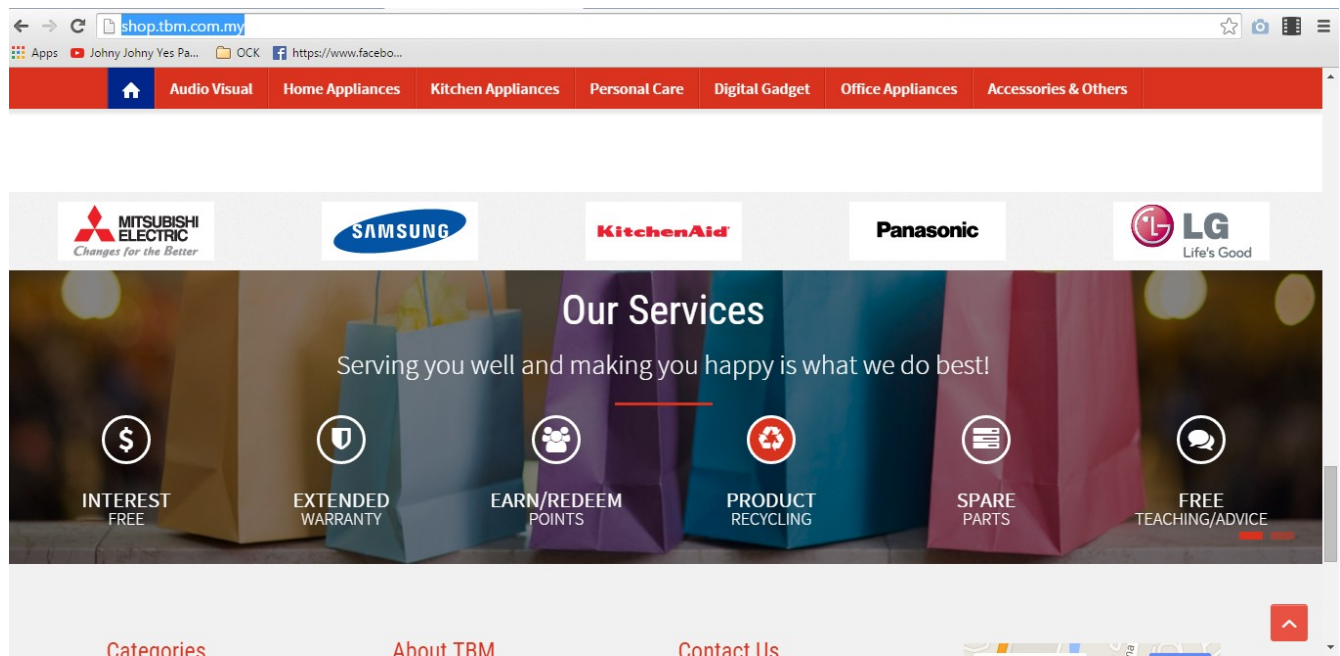 shop.tbm.com.my
Apps Johny Johny Yes Pa... OCK https://www.facebo...
Audio Visual Home Appliances Kitchen Appliances Personal Care Digital Gadget Office Appliances Accessories & Others
MITSUBISHI
ELECTRIC
Changes for the Better
SAMSUNG
KitchenAid
Panasonic
LG
Life's Good
Our Services
Serving you well and making you happy is what we do best!
INTEREST
FREE
EXTENDED
WARRANTY
EARN/REDEEM
POINTS
PRODUCT
RECYCLING
SPARE
PARTS
FREE
TEACHING/ADVICE
Categories About TBM Contact Us